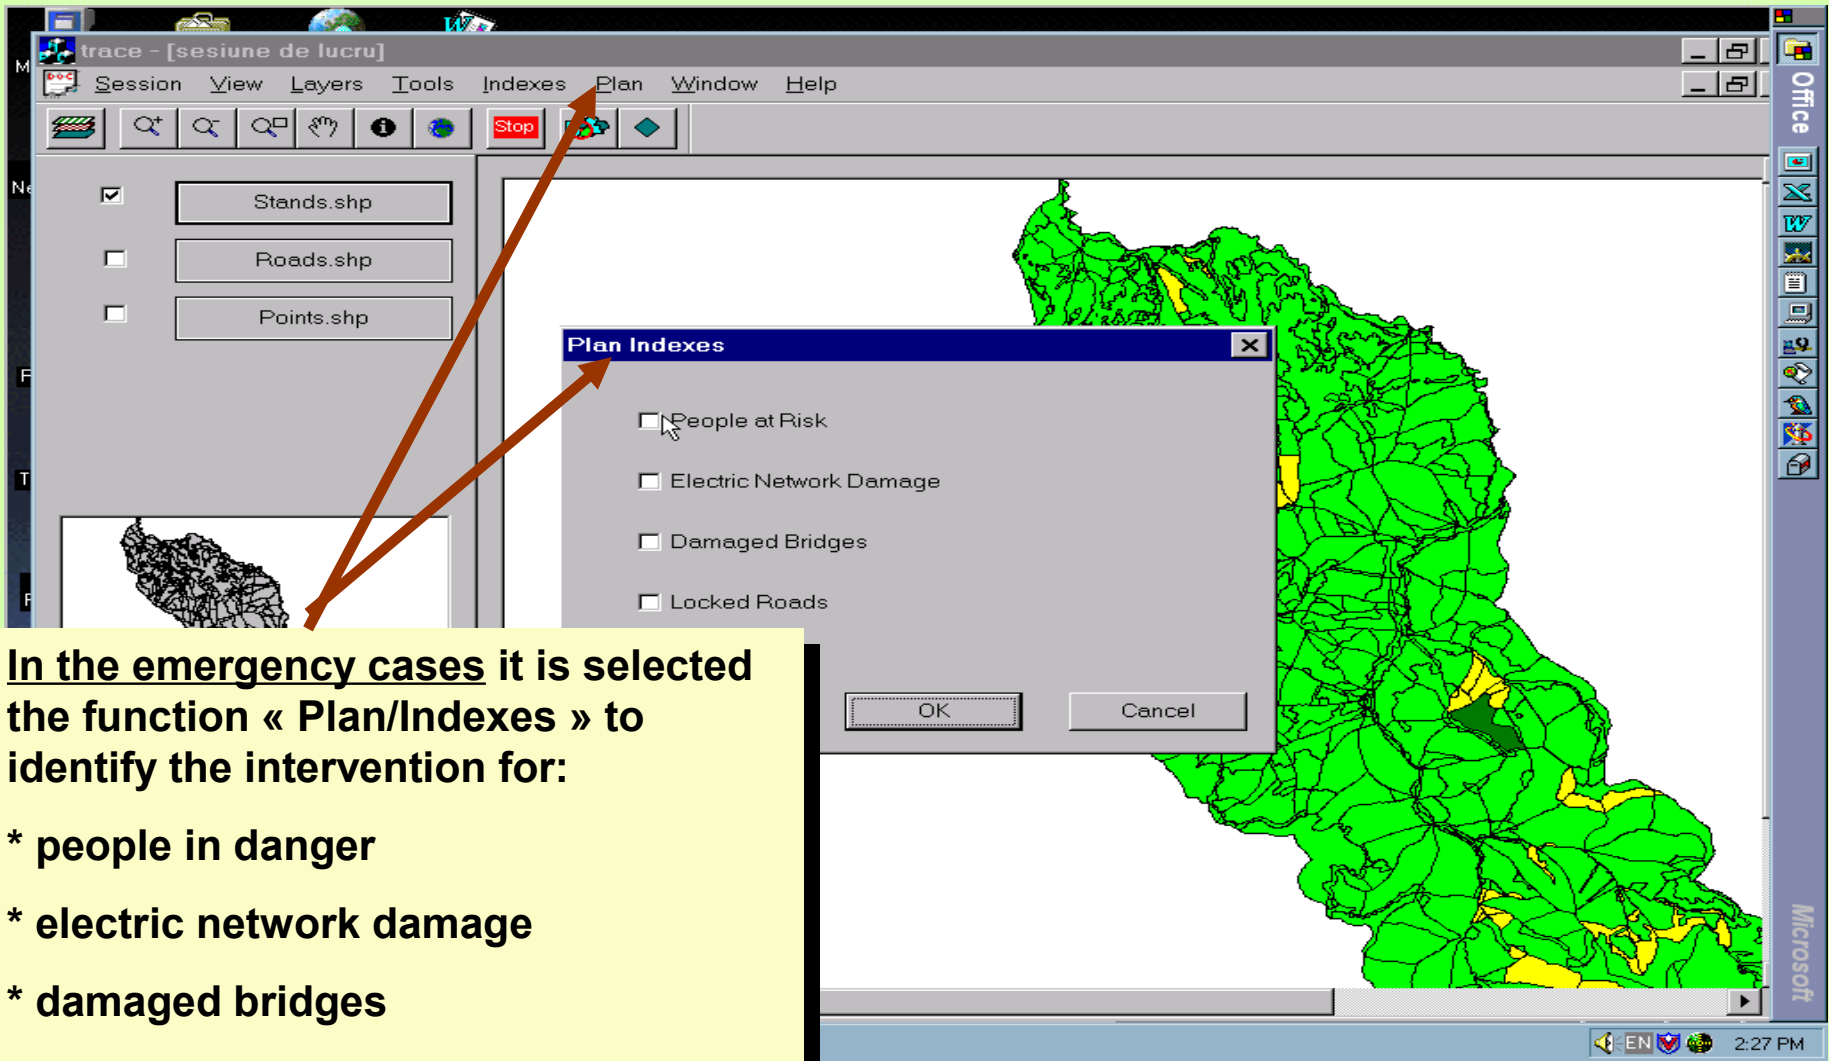 trace - [sesiune de lucru]
Session View Layers Tools Indexes Plan Window Help
Stop
Stands.shp
Roads.shp
Points.shp
Plan Indexes
People at Risk
Electric Network Damage
Damaged Bridges
Locked Roads
OK Cancel
In the emergency cases it is selected
the function « Plan/Indexes » to
identify the intervention for:
* people in danger
* electric network damage
* damaged bridges
Office
Microsoft
EN 2:27 PM